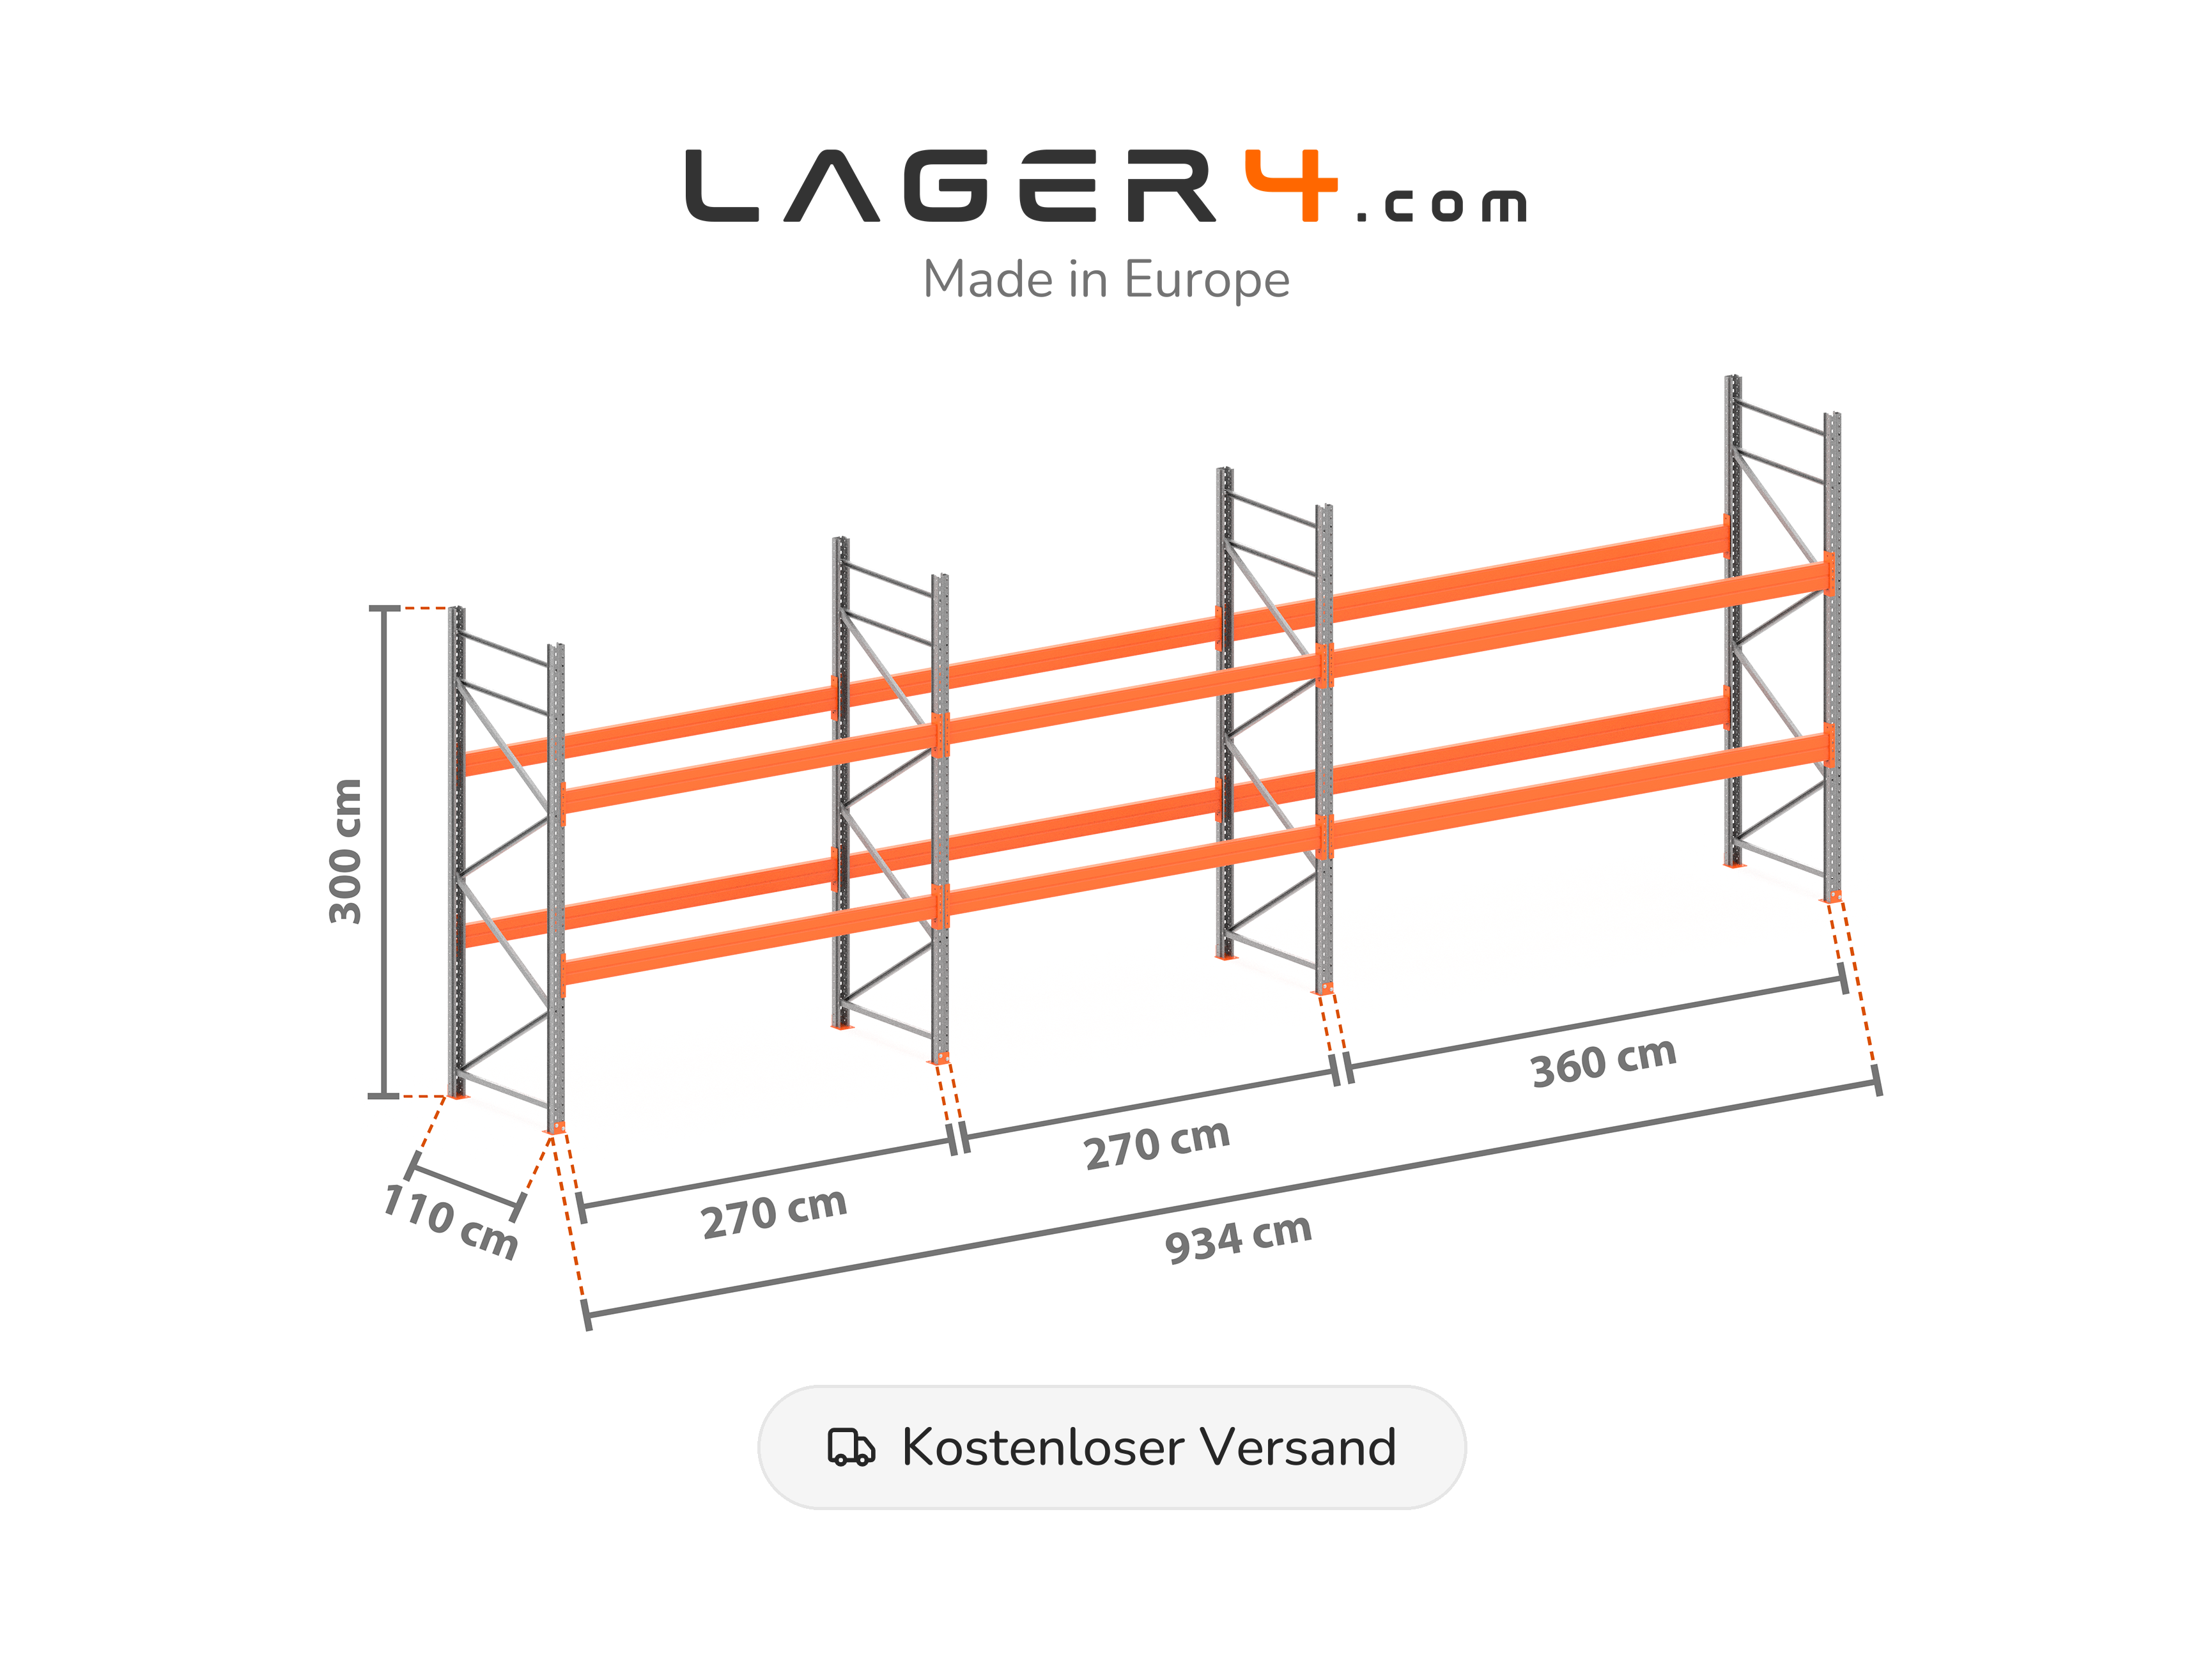 LAGER4.com
Made in Europe
300 cm
110 cm
270 cm
270 cm
360 cm
934 cm
Kostenloser Versand